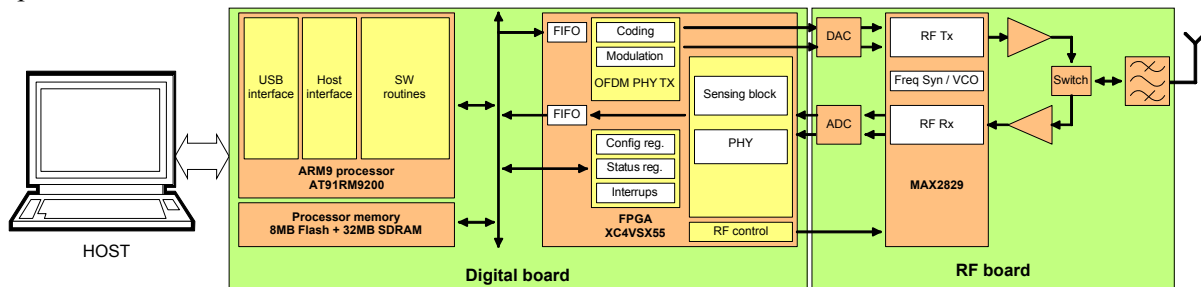 HOST
USB
interface
Host
interface
SW
routines
ARM9 processor
AT91RM9200
Processor memory
8MB Flash + 32MB SDRAM
Digital board
FIFO
Coding
Modulation
OFDM PHY TX
FIFO
Sensing block
PHY
Config reg.
Status reg.
Interrups
FPGA
XC4VSX55
RF control
DAC
ADC
RF Tx
Freq Syn / VCO
RF Rx
MAX2829
Switch
RF board